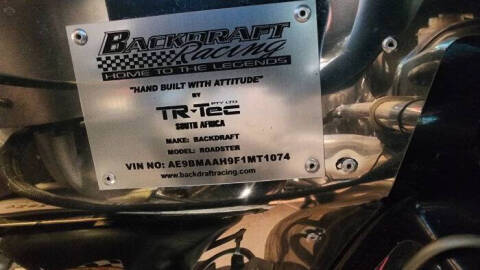 BACKDRAFT
Racing
HOME TO THE LEGENDS
"HAND BUILT WITH ATTITUDE"
BY
PTY LTD
TR-Tec
SOUTH AFRICA
MAKE: BACKDRAFT
MODEL: ROADSTER
VIN NO: AE9BMAAH9F1MT1074
www.backdraftracing.com